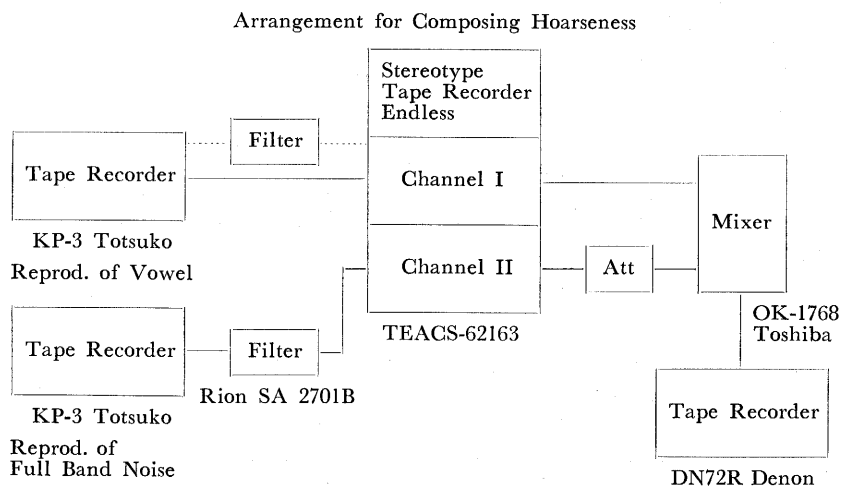 Arrangement for Composing Hoarseness
Stereotype
Tape Recorder
Endless
Filter
Tape Recorder
Channel I
Mixer
KP-3 Totsuko
Reprod. of Vowel
Channel II
Att
OK-1768
Toshiba
TEACS-62163
Tape Recorder
Filter
Rion SA 2701B
KP-3 Totsuko
Reprod. of
Full Band Noise
Tape Recorder
DN72R Denon